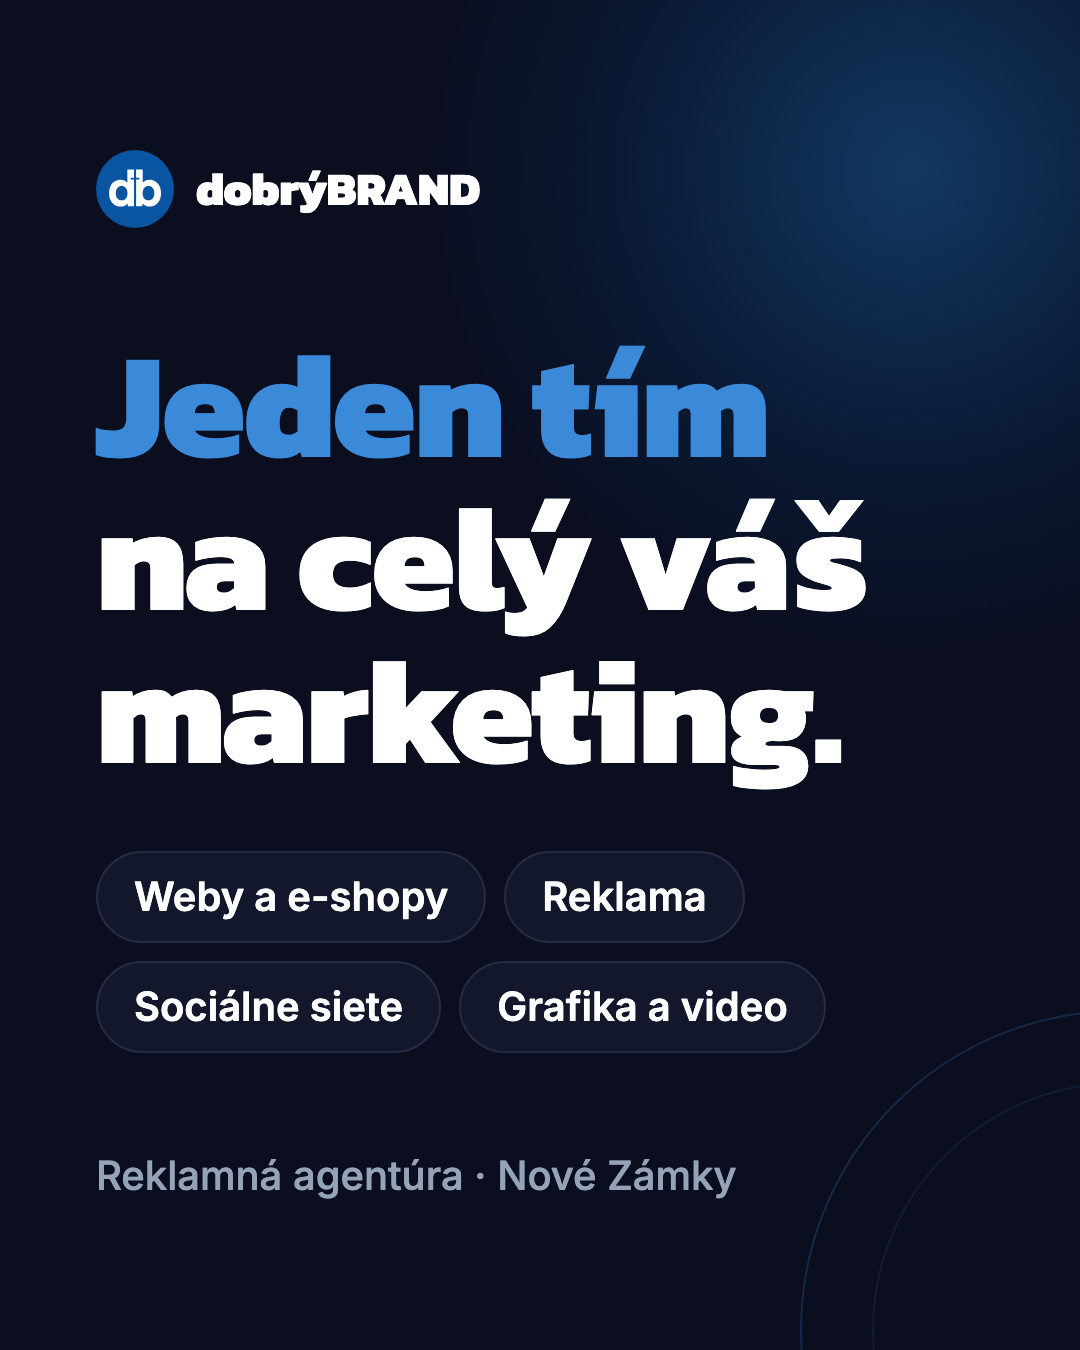 db dobrýBRAND
Jeden tím
na celý váš
marketing.
Weby a e-shopy
Reklama
Sociálne siete
Grafika a video
Reklamná agentúra · Nové Zámky